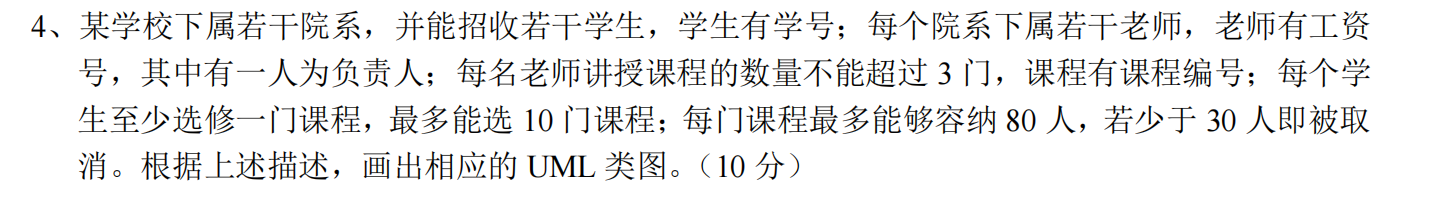 4、某学校下属若干院系，并能招收若干学生，学生有学号；每个院系下属若干老师，老师有工资
号，其中有一人为负责人；每名老师讲授课程的数量不能超过 3 门，课程有课程编号；每个学
生至少选修一门课程，最多能选 10 门课程；每门课程最多能够容纳 80 人，若少于 30 人即被取
消。根据上述描述，画出相应的 UML 类图。（10 分）